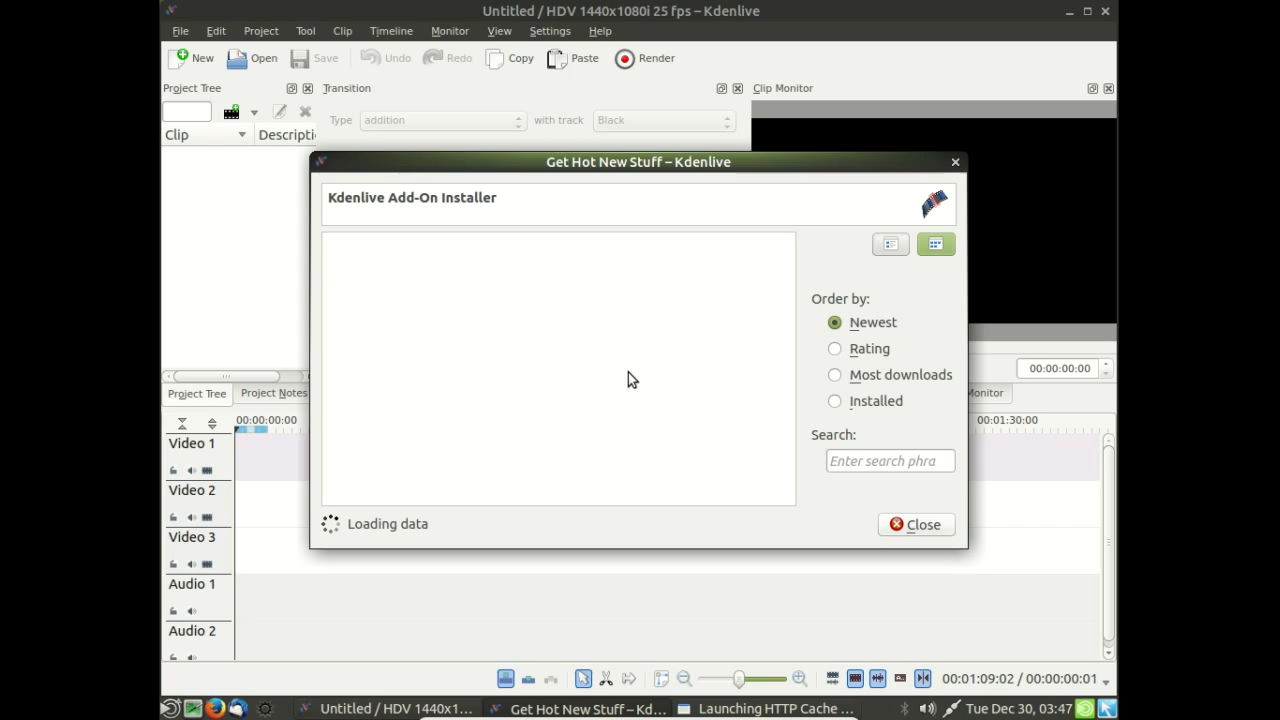 Untitled / HDV 1440x1080i 25 fps – Kdenlive
File Edit Project Tool Clip Timeline Monitor View Settings Help
New Open Save Undo Redo Copy Paste Render
Project Tree Transition Clip Monitor
Type addition with track Black
Clip Descripti
Get Hot New Stuff – Kdenlive
Kdenlive Add-On Installer
Order by:
Newest
Rating
Most downloads
Installed
Search:
Enter search phra
Loading data
Close
00:00:00:00
Project Tree Project Notes Monitor
00:00:00:00 00:01:30:00
Video 1
Video 2
Video 3
Audio 1
Audio 2
00:01:09:02 / 00:00:00:01
Untitled / HDV 1440x1... Get Hot New Stuff – Kd... Launching HTTP Cache ... Tue Dec 30, 03:47